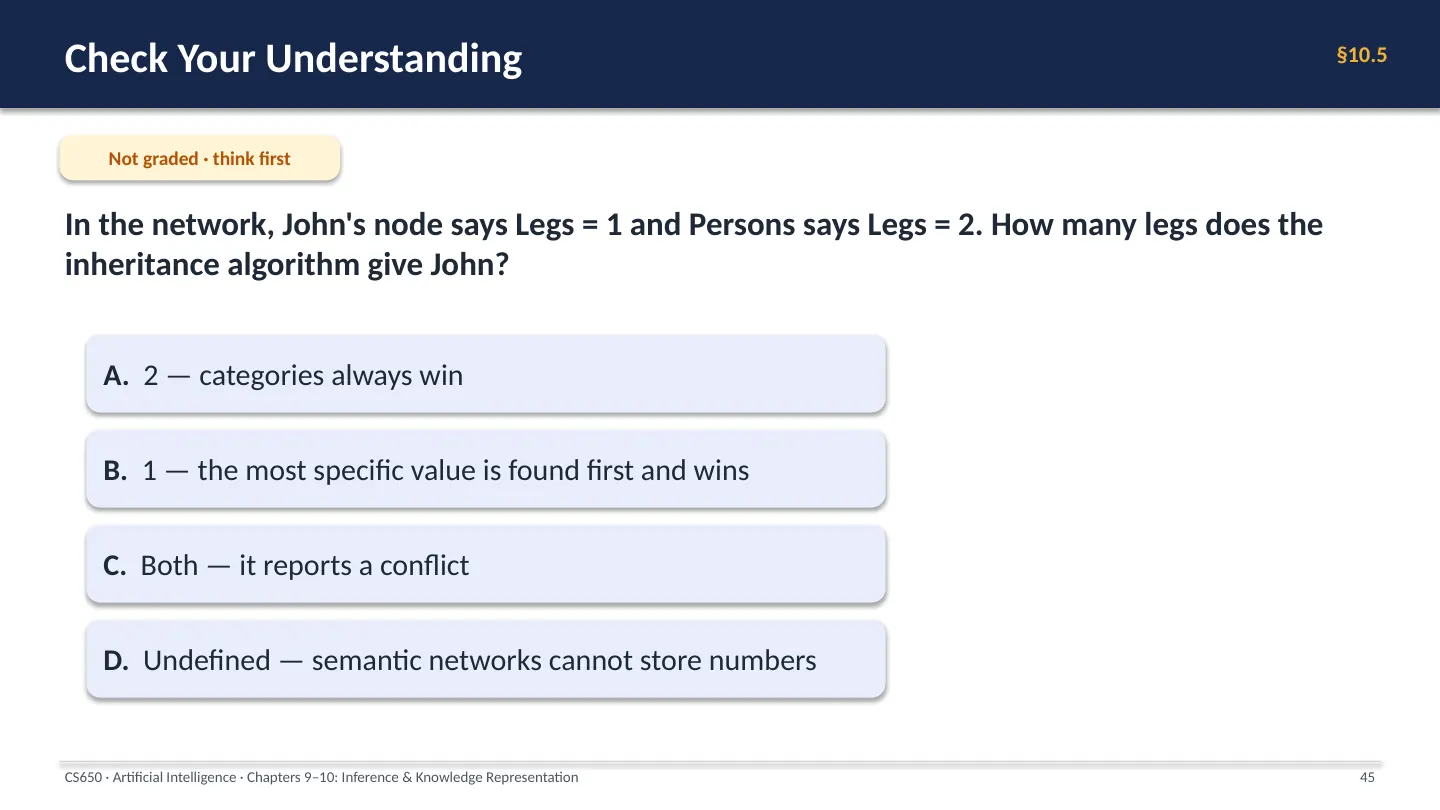 Check Your Understanding
§10.5
Not graded · think first
In the network, John's node says Legs = 1 and Persons says Legs = 2. How many legs does the
inheritance algorithm give John?
A. 2 — categories always win
B. 1 — the most specific value is found first and wins
C. Both — it reports a conflict
D. Undefined — semantic networks cannot store numbers
CS650 · Artificial Intelligence · Chapters 9–10: Inference & Knowledge Representation
45